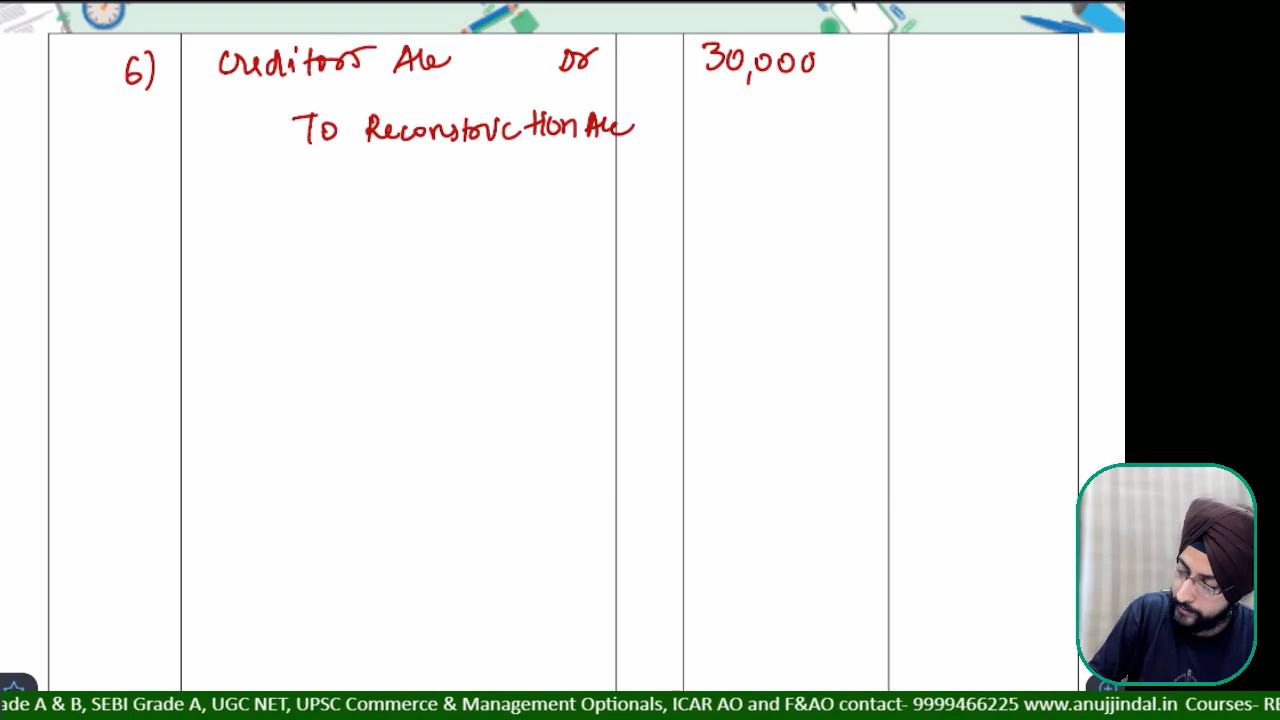 6) Creditors A/c Dr 30,000
To Reconstruction A/c
ade A & B, SEBI Grade A, UGC NET, UPSC Commerce & Management Optionals, ICAR AO and F&AO contact- 9999466225 www.anujjindal.in Courses- RE